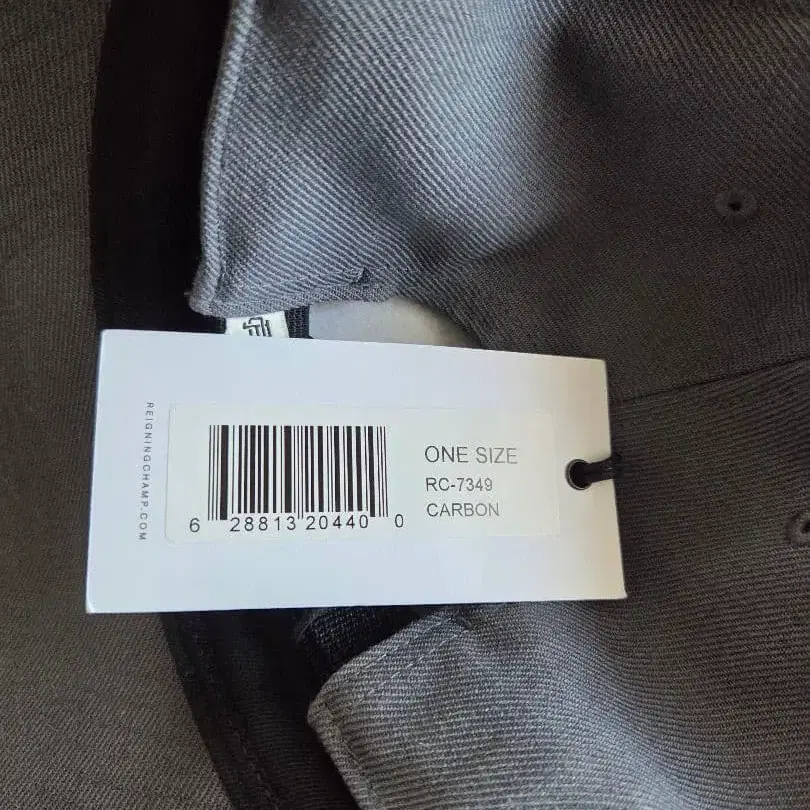 REIGNINGCHAMP.COM
ONE SIZE
RC-7349
CARBON
6 28813 20440 0